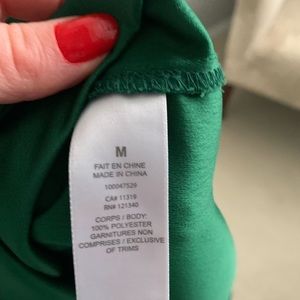 M
FAIT EN CHINE
MADE IN CHINA
100047529
CA# 11319
RN# 121340
CORPS / BODY:
100% POLYESTER
GARNITURES NON
COMPRISES / EXCLUSIVE
OF TRIMS